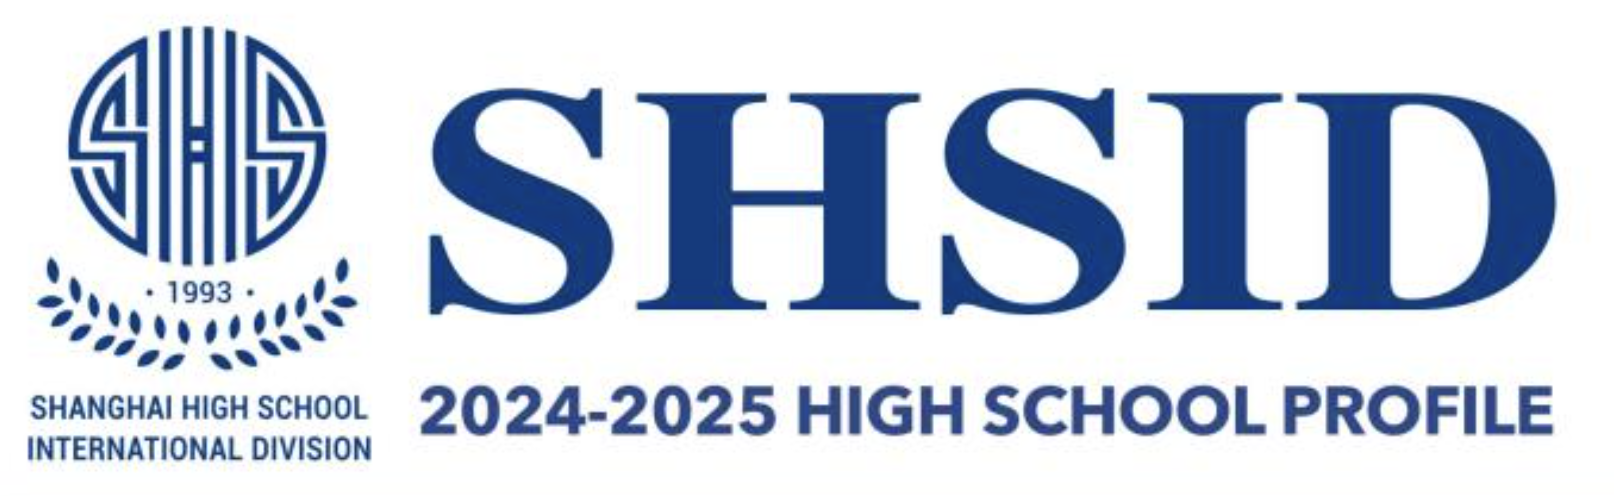 SHS
· 1993 ·
SHANGHAI HIGH SCHOOL
INTERNATIONAL DIVISION
SHSID
2024-2025 HIGH SCHOOL PROFILE